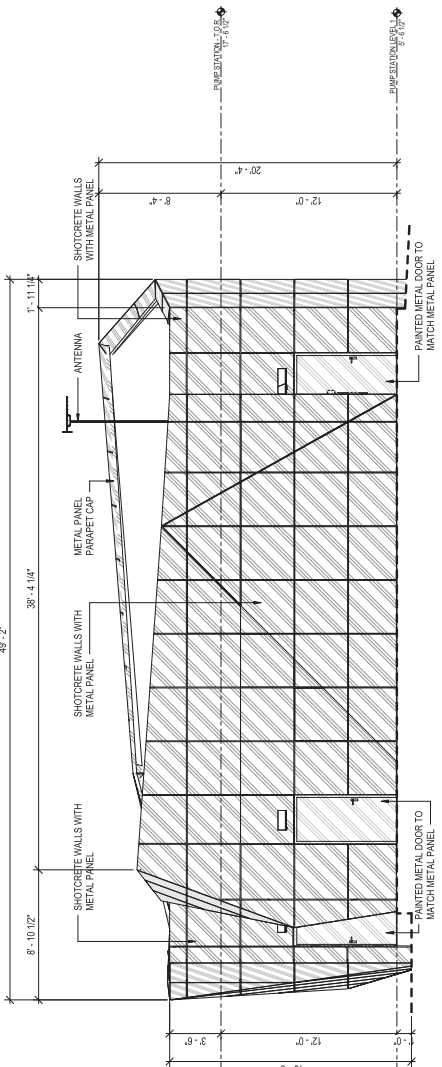 49' - 2"
8' - 10 1/2"
38' - 4 1/4"
1' - 11 1/4"
SHOTCRETE WALLS WITH
METAL PANEL
SHOTCRETE WALLS WITH
METAL PANEL
METAL PANEL
PARAPET CAP
ANTENNA
SHOTCRETE WALLS
WITH METAL PANEL
8' - 4"
12' - 0"
20' - 4"
PUMP STATION - T.O.R.
17' - 6 1/2"
PUMP STATION LEVEL 1
5' - 6 1/2"
3' - 6"
12' - 0"
1' - 0"
PAINTED METAL DOOR TO
MATCH METAL PANEL
PAINTED METAL DOOR TO
MATCH METAL PANEL